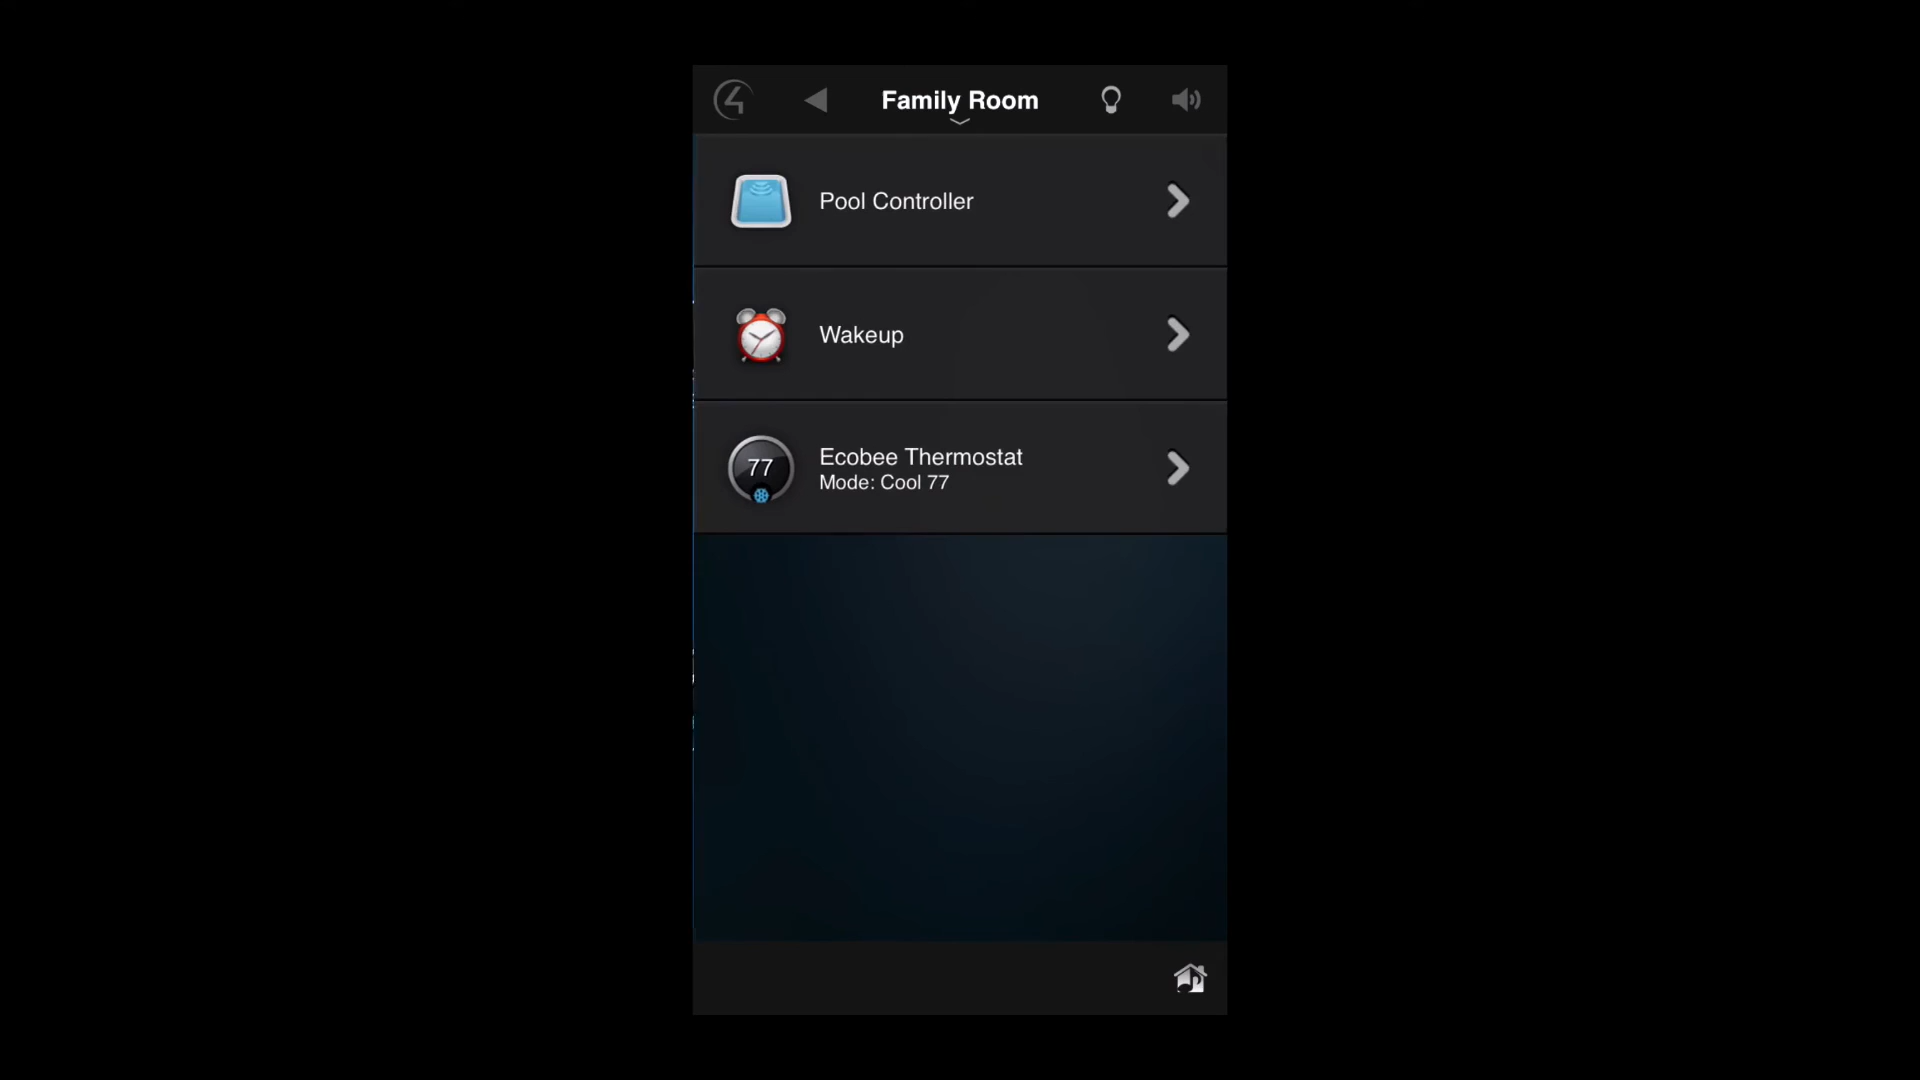 Family Room
Pool Controller
Wakeup
77
Ecobee Thermostat
Mode: Cool 77